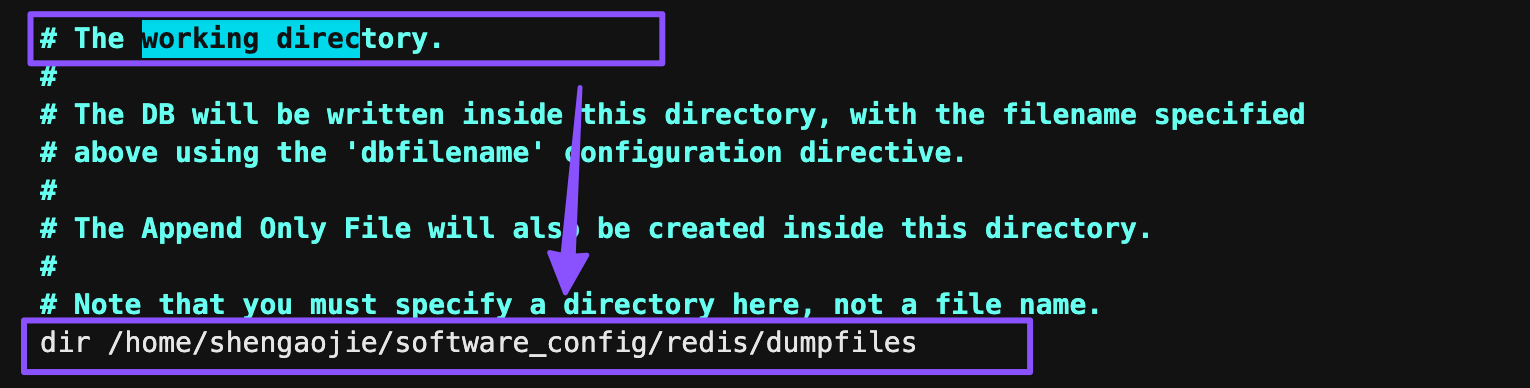 # The working directory.
#
# The DB will be written inside this directory, with the filename specified
# above using the 'dbfilename' configuration directive.
#
# The Append Only File will also be created inside this directory.
#
# Note that you must specify a directory here, not a file name.
dir /home/shengaojie/software_config/redis/dumpfiles